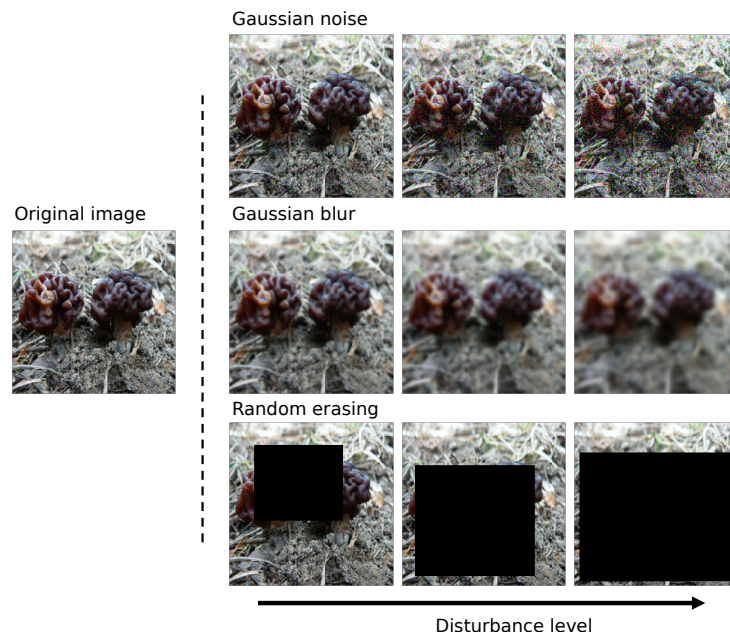 Gaussian noise
Original image
Gaussian blur
Random erasing
Disturbance level